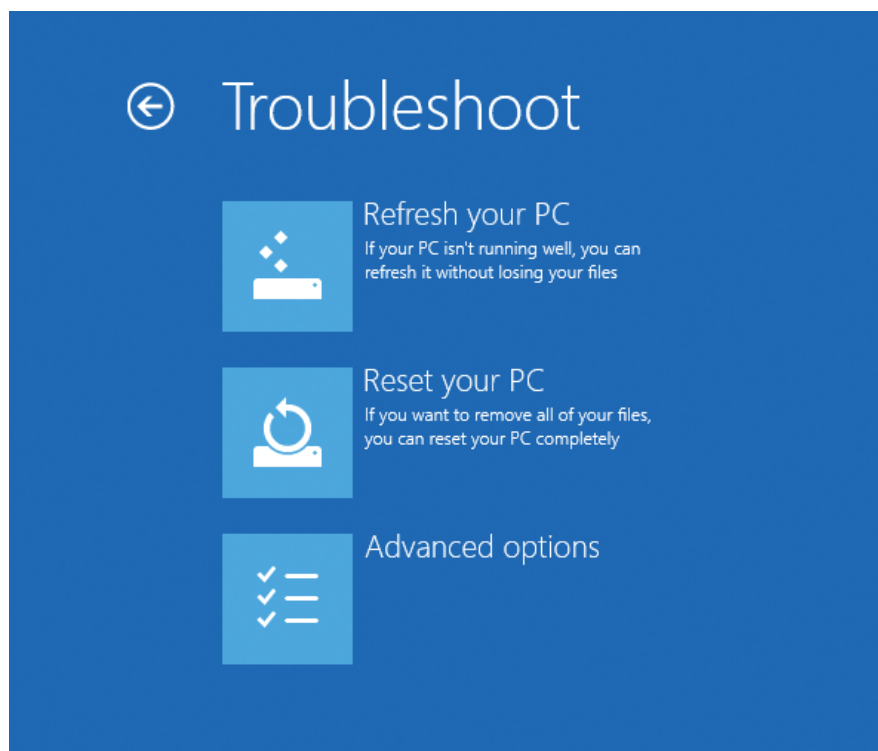 Troubleshoot
Refresh your PC
If your PC isn't running well, you can
refresh it without losing your files
Reset your PC
If you want to remove all of your files,
you can reset your PC completely
Advanced options